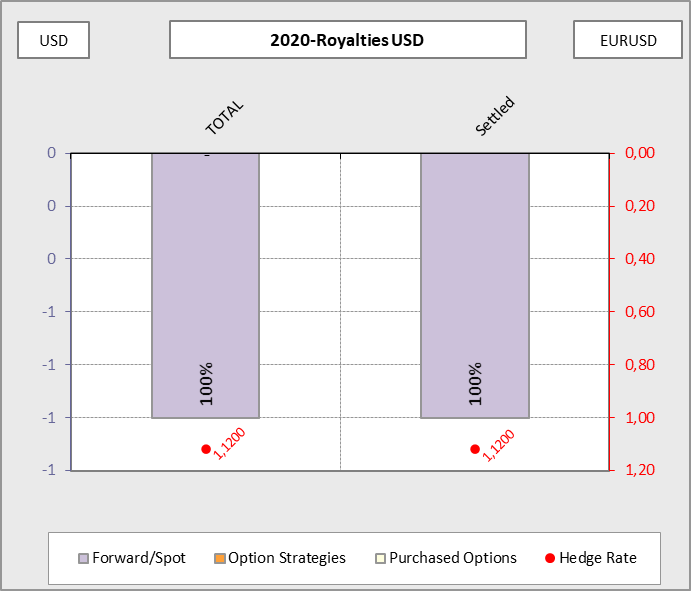 USD
2020-Royalties USD
EURUSD
TOTAL
Settled
0
0,00
0
0,20
0
0,40
-1
0,60
-1
0,80
-1
1,00
-1
1,20
-
100%
100%
1,1200
1,1200
Forward/Spot
Option Strategies
Purchased Options
Hedge Rate